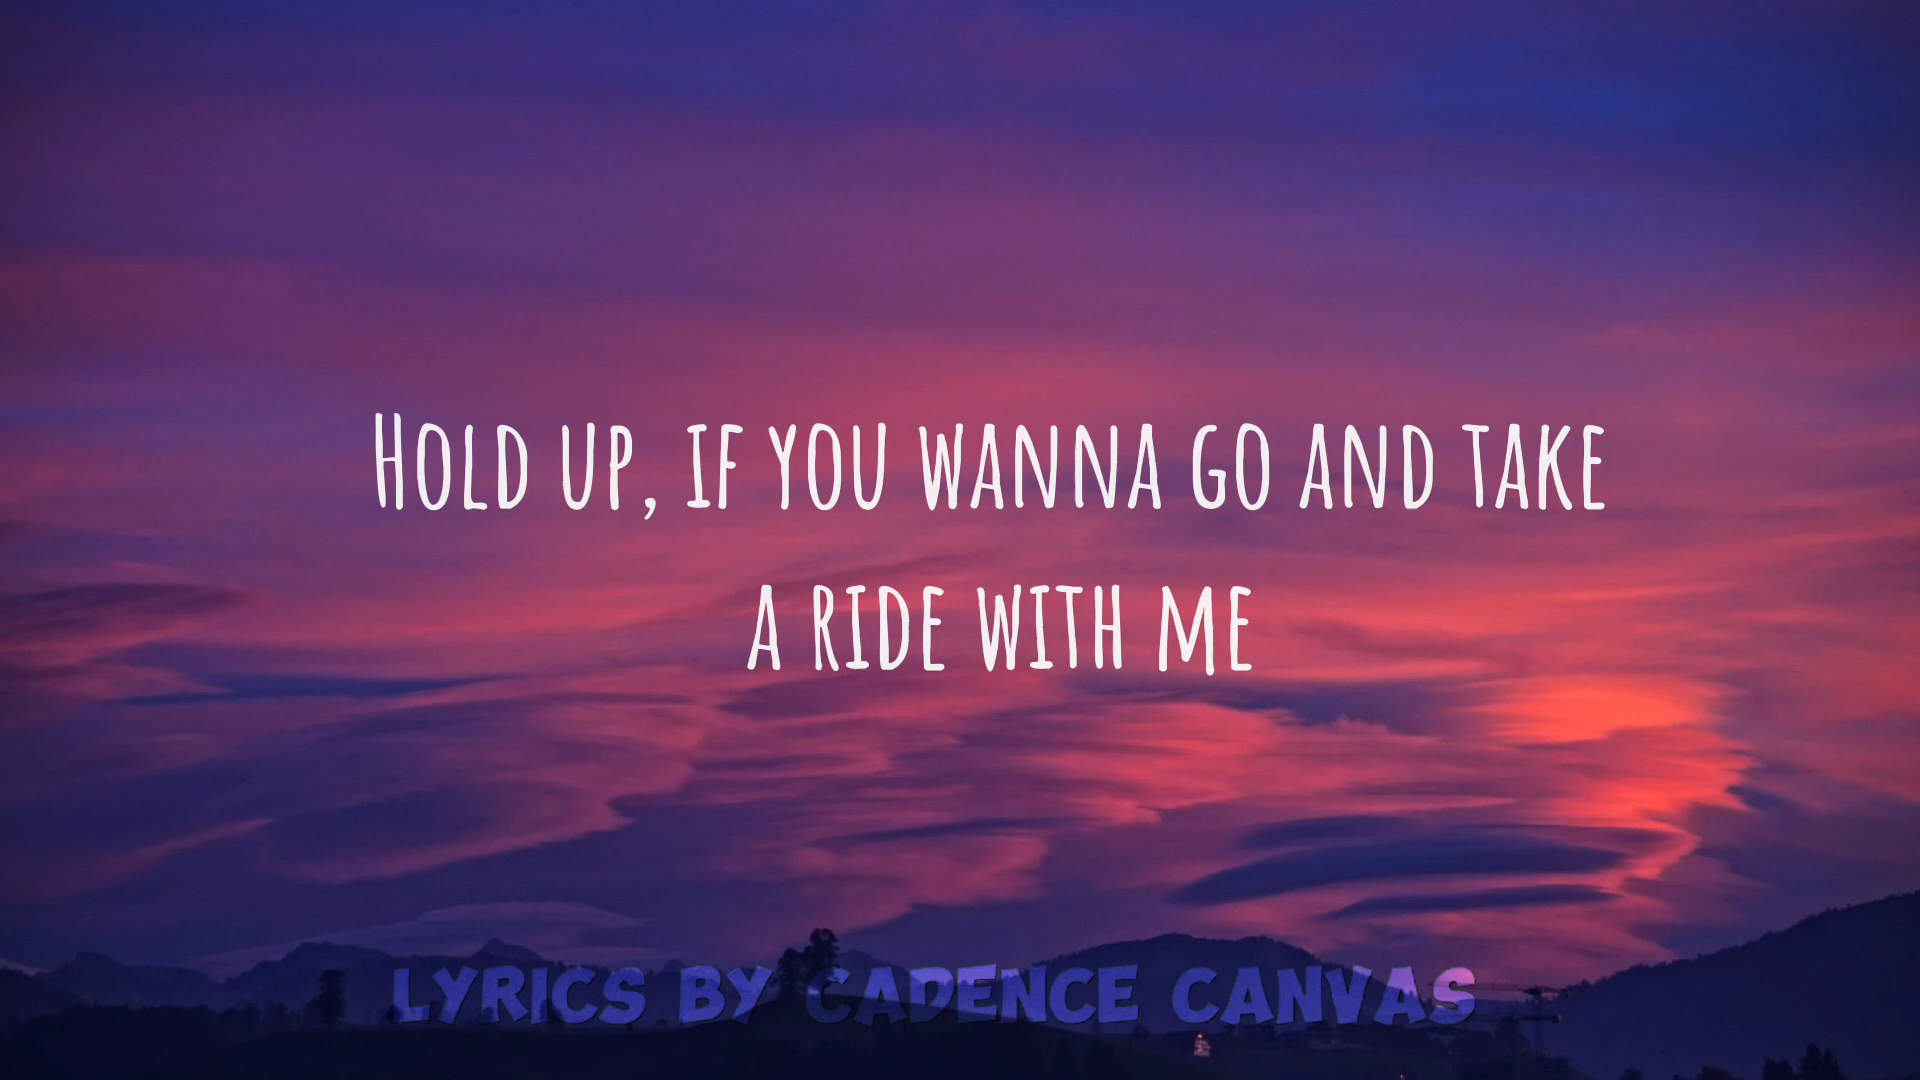 Hold up, if you wanna go and take
a ride with me
Lyrics by Cadence Canvas